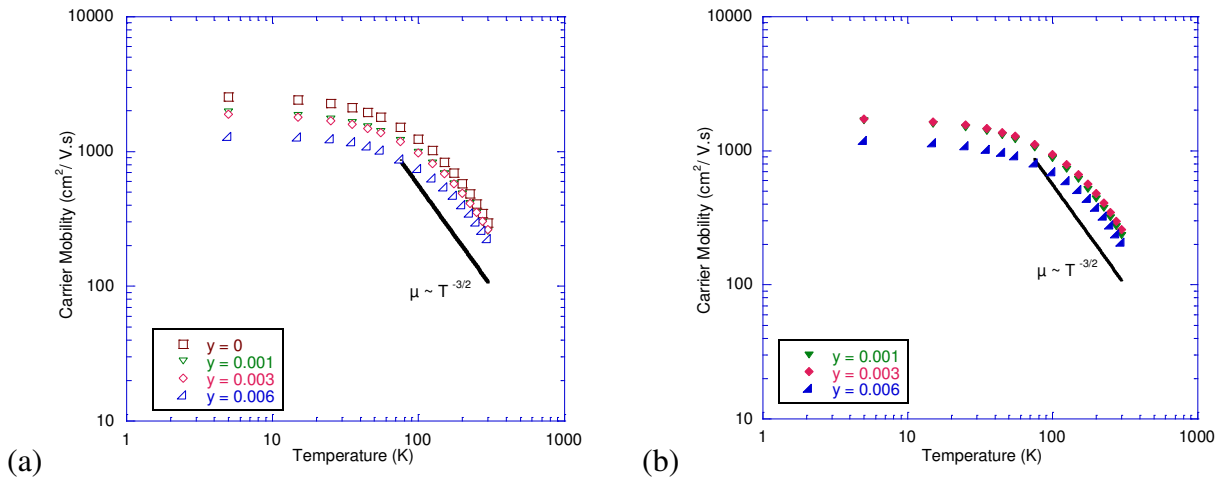 10000
1000
100
10
Carrier Mobility (cm²/ V.s)
μ ~ T -3/2
y = 0
y = 0.001
y = 0.003
y = 0.006
1
10
100
1000
Temperature (K)
(a)
10000
1000
100
10
Carrier Mobility (cm²/ V.s)
μ ~ T -3/2
y = 0.001
y = 0.003
y = 0.006
1
10
100
1000
Temperature (K)
(b)